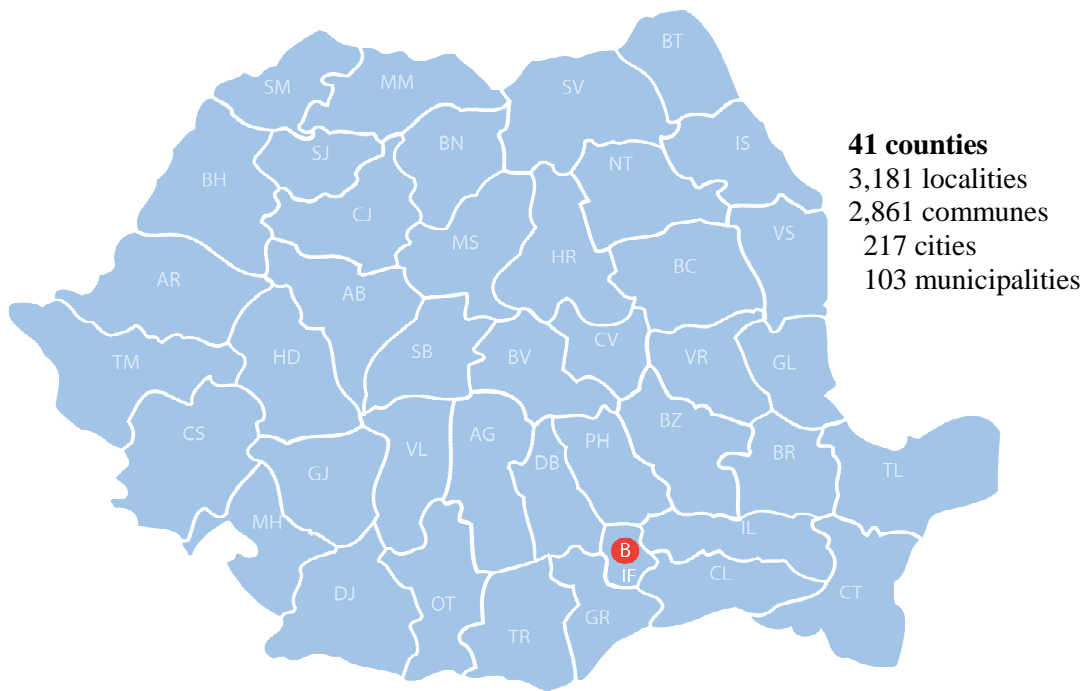 BT
SM
MM
SV
BN
IS
SJ
NT
BH
CJ
VS
MS
HR
BC
AR
AB
CV
SB
BV
VR
HD
TM
GL
BZ
CS
AG
PH
VL
BR
DB
TL
GJ
MH
IL
B
IF
CL
DJ
CT
OT
GR
TR
41 counties
3,181 localities
2,861 communes
217 cities
103 municipalities